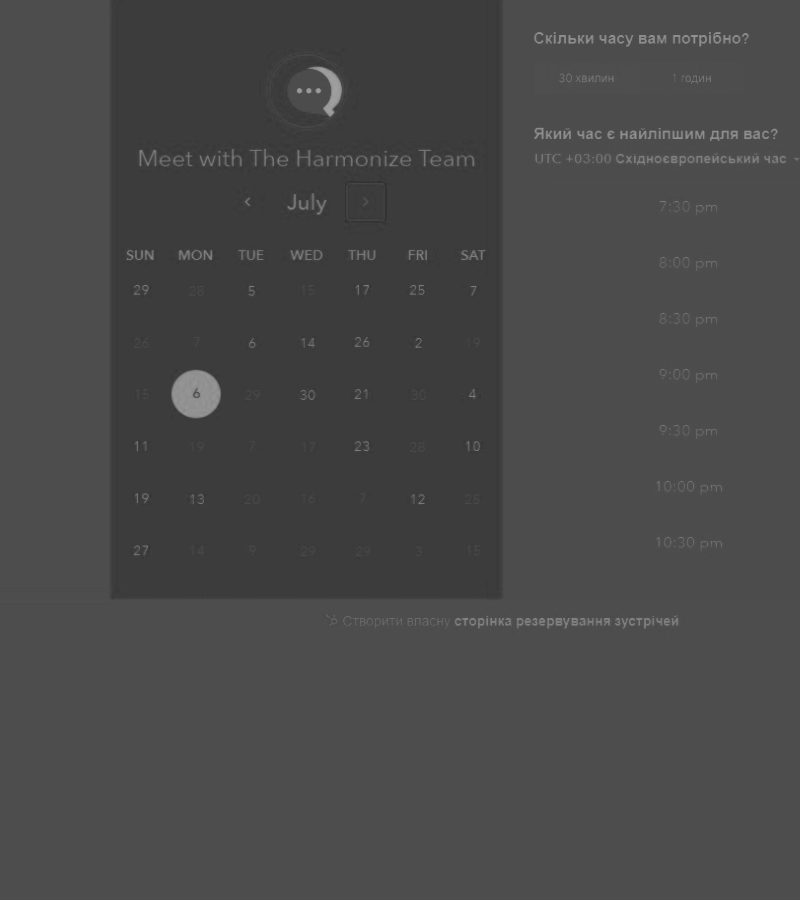 Скільки часу вам потрібно?
30 хвилин 1 годин
Meet with The Harmonize Team
July
SUN MON TUE WED THU FRI SAT
29 28 5 15 17 25 7
26 7 6 14 26 2 19
15 6 29 30 21 30 4
11 19 7 17 23 28 10
19 13 20 16 7 12 25
27 14 9 29 29 3 15
Який час є найліпшим для вас?
UTC +03:00 Східноєвропейський час
7:30 pm
8:00 pm
8:30 pm
9:00 pm
9:30 pm
10:00 pm
10:30 pm
Створити власну сторінка резервування зустрічей